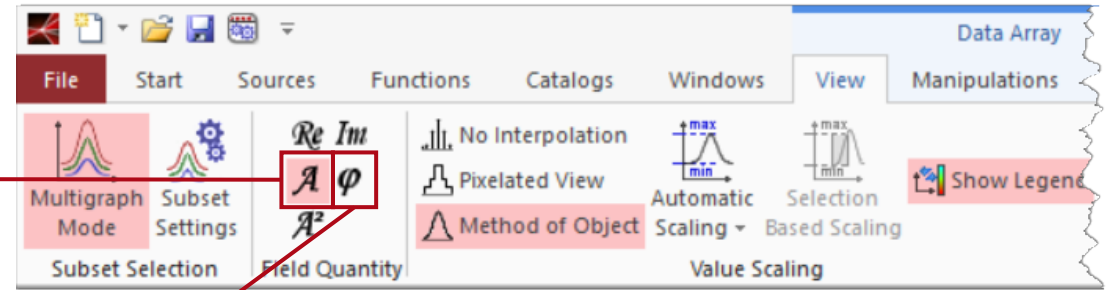 Data Array
File Start Sources Functions Catalogs Windows View Manipulations
Re Im
A φ
A²
max
min
max
min
No Interpolation
Pixelated View
Method of Object
Multigraph
Mode
Subset
Settings
Automatic
Scaling
Selection
Based Scaling
Show
Subset Selection Field Quantity Value Scaling